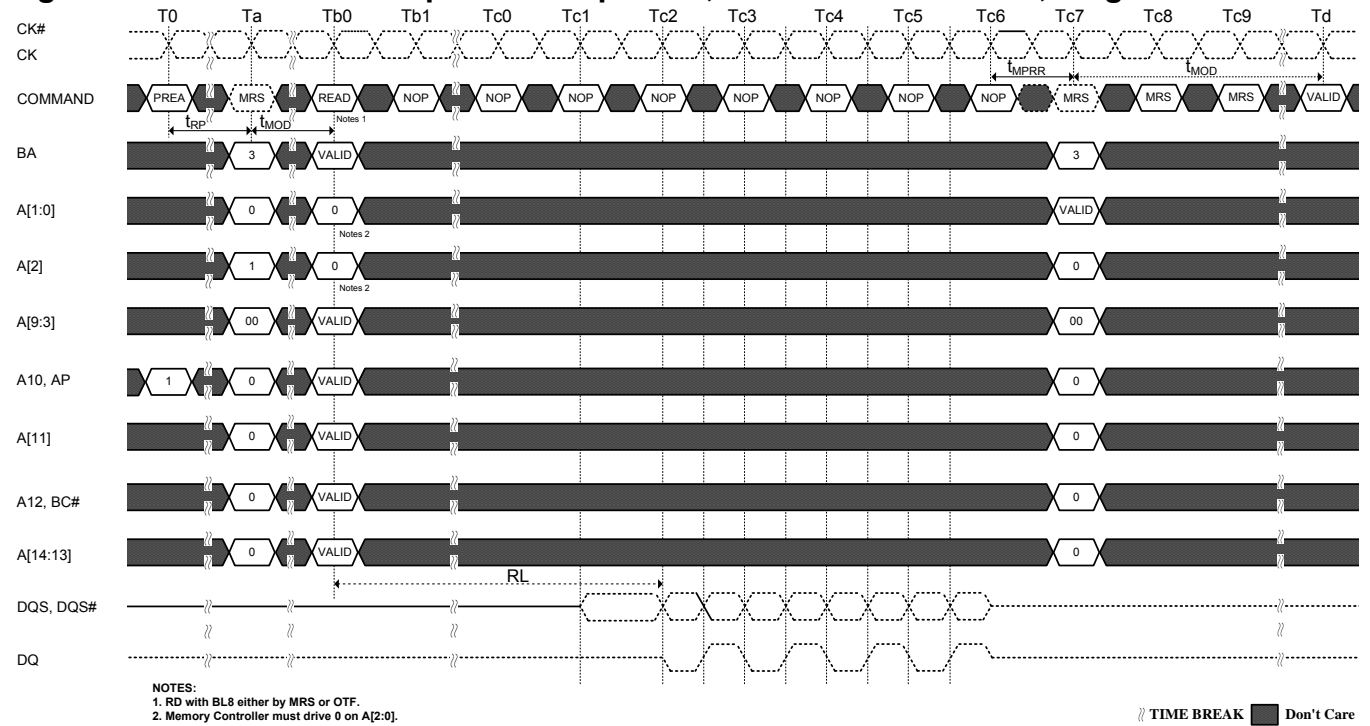 T0 Ta Tb0 Tb1 Tc0 Tc1 Tc2 Tc3 Tc4 Tc5 Tc6 Tc7 Tc8 Tc9 Td
CK#
CK
tMPRR tMOD
COMMAND PREA MRS READ NOP NOP NOP NOP NOP NOP NOP NOP MRS MRS MRS VALID
tRP tMOD Notes 1
BA 3 VALID 3
A[1:0] 0 0 VALID
Notes 2
A[2] 1 0 0
Notes 2
A[9:3] 00 VALID 00
A10, AP 1 0 VALID 0
A[11] 0 VALID 0
A12, BC# 0 VALID 0
A[14:13] 0 VALID 0
RL
DQS, DQS#
DQ
NOTES:
1. RD with BL8 either by MRS or OTF.
2. Memory Controller must drive 0 on A[2:0].
TIME BREAK Don't Care